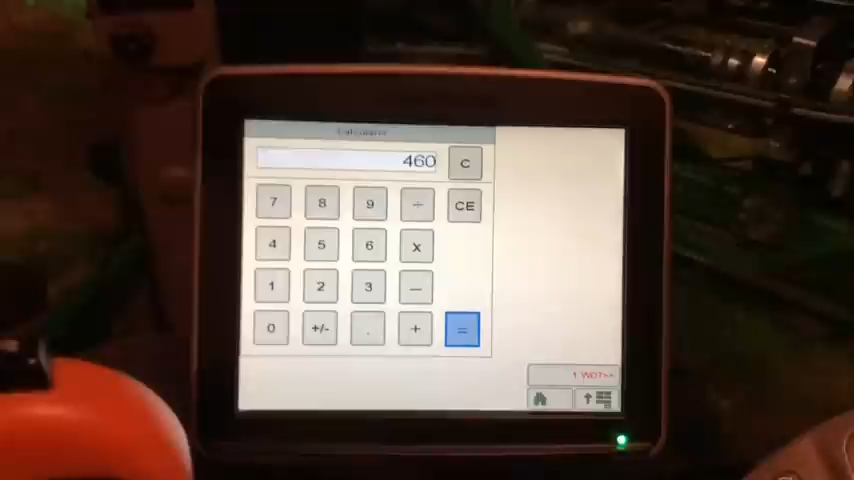 Calculator
460 C
7 8 9 ÷ CE
4 5 6 x
1 2 3 —
0 +/- . + =
1 WDT>>